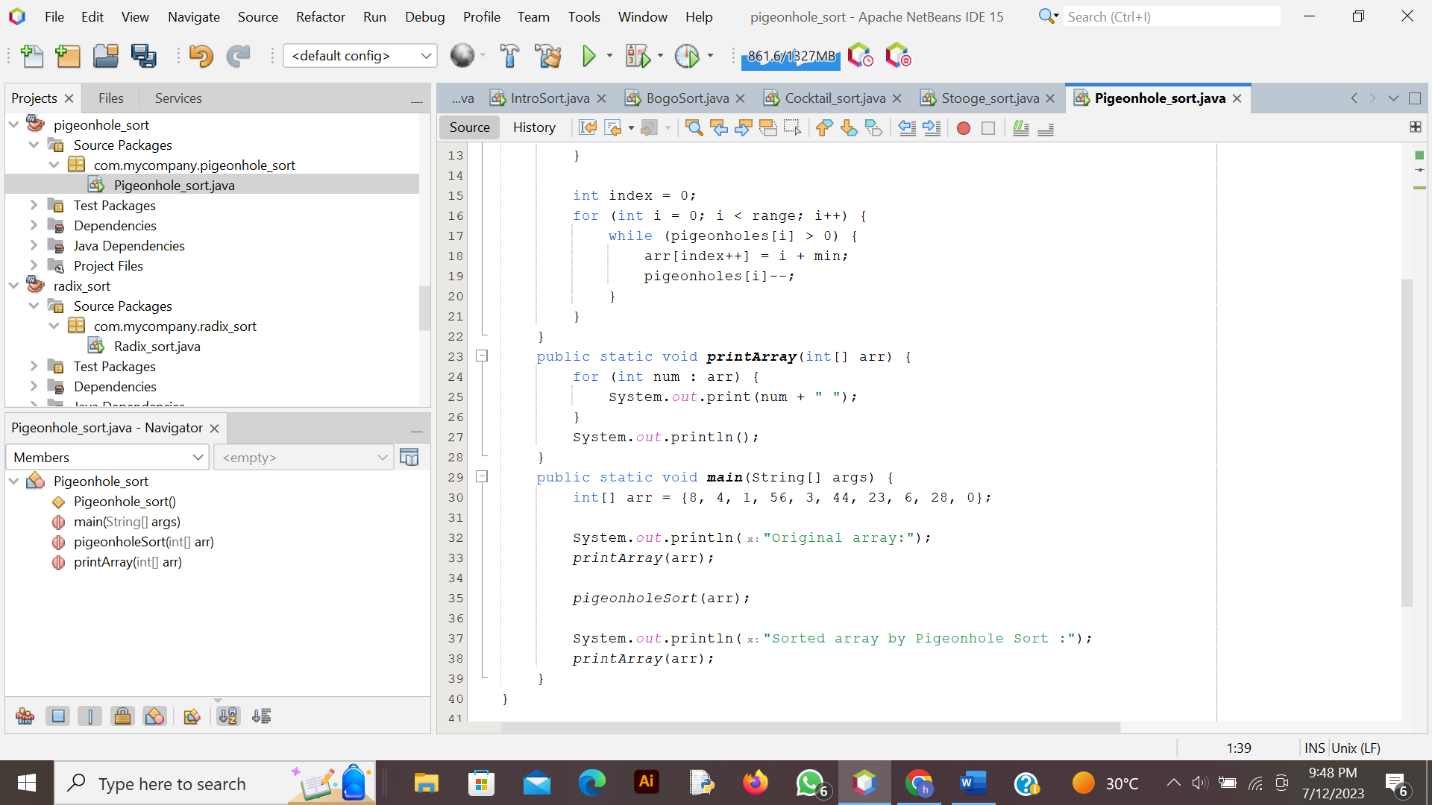 File Edit View Navigate Source Refactor Run Debug Profile Team Tools Window Help pigeonhole_sort - Apache NetBeans IDE 15 Search (Ctrl+I)
<default config> 861.6/1327MB
Projects Files Services
...va IntroSort.java BogoSort.java Cocktail_sort.java Stooge_sort.java Pigeonhole_sort.java
Source History
pigeonhole_sort
Source Packages
com.mycompany.pigeonhole_sort
Pigeonhole_sort.java
Test Packages
Dependencies
Java Dependencies
Project Files
radix_sort
Source Packages
com.mycompany.radix_sort
Radix_sort.java
Test Packages
Dependencies
Java Dependencies
Pigeonhole_sort.java - Navigator
Members <empty>
Pigeonhole_sort
Pigeonhole_sort()
main(String[] args)
pigeonholeSort(int[] arr)
printArray(int[] arr)
13 }
14
15 int index = 0;
16 for (int i = 0; i < range; i++) {
17 while (pigeonholes[i] > 0) {
18 arr[index++] = i + min;
19 pigeonholes[i]--;
20 }
21 }
22 }
23 public static void printArray(int[] arr) {
24 for (int num : arr) {
25 System.out.print(num + " ");
26 }
27 System.out.println();
28 }
29 public static void main(String[] args) {
30 int[] arr = {8, 4, 1, 56, 3, 44, 23, 6, 28, 0};
31
32 System.out.println( x: "Original array:");
33 printArray(arr);
34
35 pigeonholeSort(arr);
36
37 System.out.println( x: "Sorted array by Pigeonhole Sort :");
38 printArray(arr);
39 }
40 }
41
1:39 INS Unix (LF)
Type here to search Ai 6 W 30°C 9:48 PM
7/12/2023 6